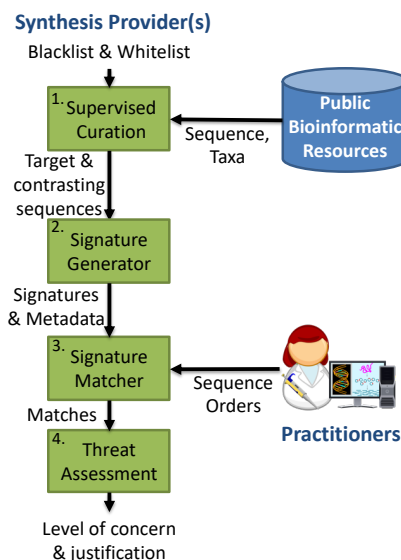 Synthesis Provider(s)
Blacklist & Whitelist
1.
Supervised
Curation
Public
Bioinformatic
Resources
Sequence,
Taxa
Target &
contrasting
sequences
2.
Signature
Generator
Signatures
& Metadata
3.
Signature
Matcher
Sequence
Orders
Practitioners
Matches
4.
Threat
Assessment
Level of concern
& justification